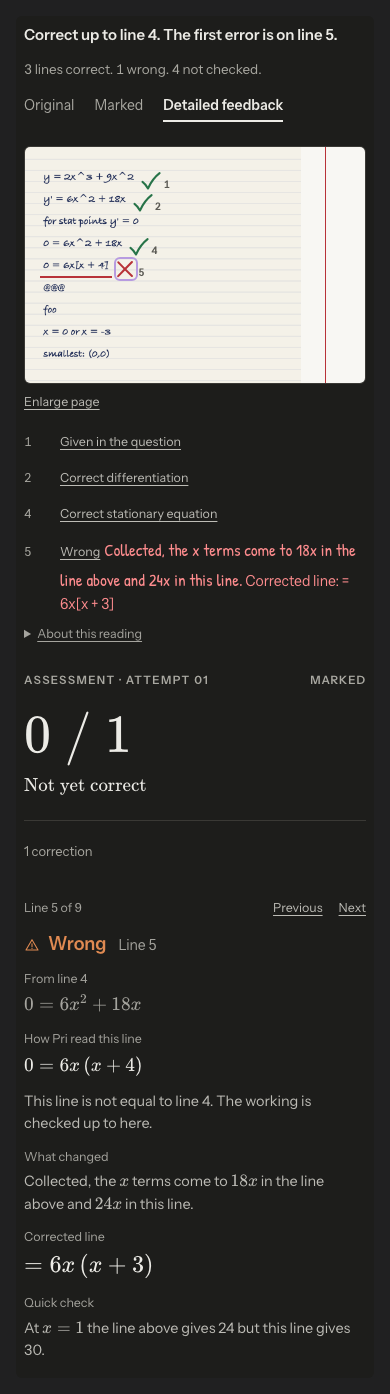 Correct up to line 4. The first error is on line 5.
3 lines correct. 1 wrong. 4 not checked.
Original Marked Detailed feedback
y = 2x^3 + 9x^2 1
y' = 6x^2 + 18x 2
for stat points y' = 0
0 = 6x^2 + 18x 4
0 = 6x[x + 4] 5
@@@
foo
x = 0 or x = -3
smallest: (0,0)
Enlarge page
1 Given in the question
2 Correct differentiation
4 Correct stationary equation
5 Wrong Collected, the x terms come to 18x in the
line above and 24x in this line. Corrected line: =
6x[x + 3]
About this reading
ASSESSMENT · ATTEMPT 01 MARKED
0 / 1
Not yet correct
1 correction
Line 5 of 9 Previous Next
Wrong Line 5
From line 4
0 = 6x² + 18x
How Pri read this line
0 = 6x (x + 4)
This line is not equal to line 4. The working is
checked up to here.
What changed
Collected, the x terms come to 18x in the line
above and 24x in this line.
Corrected line
= 6x (x + 3)
Quick check
At x = 1 the line above gives 24 but this line gives
30.